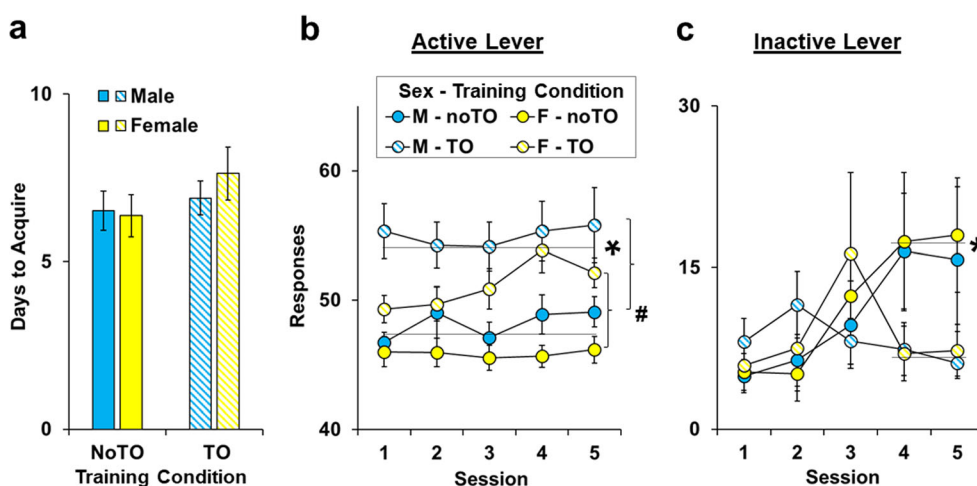 a
10
Male
Female
5
0
Days to Acquire
NoTO TO
Training Condition
b
Active Lever
Sex - Training Condition
M - noTO F - noTO
M - TO F - TO
60
50
40
Responses
*
#
1 2 3 4 5
Session
c
Inactive Lever
30
15
0
*
1 2 3 4 5
Session